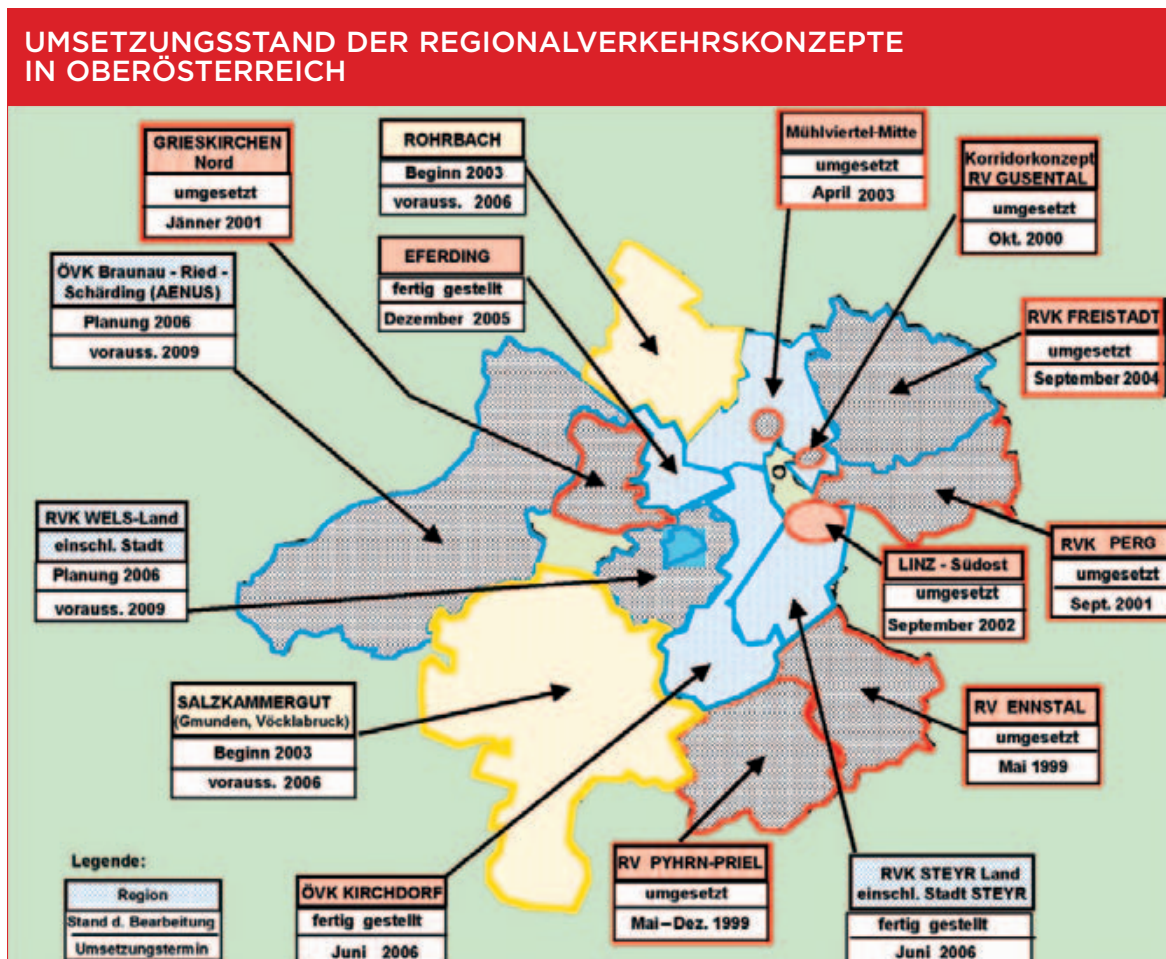 UMSETZUNGSSTAND DER REGIONALVERKEHRSKONZEPTE
IN OBERÖSTERREICH
GRIESKIRCHEN
Nord
umgesetzt
Jänner 2001
ROHRBACH
Beginn 2003
vorauss. 2006
Mühlviertel-Mitte
umgesetzt
April 2003
Korridorkonzept
RV GUSENTAL
umgesetzt
Okt. 2000
ÖVK Braunau - Ried -
Schärding (AENUS)
Planung 2006
vorauss. 2009
EFERDING
fertig gestellt
Dezember 2005
RVK FREISTADT
umgesetzt
September 2004
RVK WELS-Land
einschl. Stadt
Planung 2006
vorauss. 2009
LINZ - Südost
umgesetzt
September 2002
RVK PERG
umgesetzt
Sept. 2001
SALZKAMMERGUT
(Gmunden, Vöcklabruck)
Beginn 2003
vorauss. 2006
RV ENNSTAL
umgesetzt
Mai 1999
Legende:
Region
Stand d. Bearbeitung
Umsetzungstermin
ÖVK KIRCHDORF
fertig gestellt
Juni 2006
RV PYHRN-PRIEL
umgesetzt
Mai–Dez. 1999
RVK STEYR Land
einschl. Stadt STEYR
fertig gestellt
Juni 2006